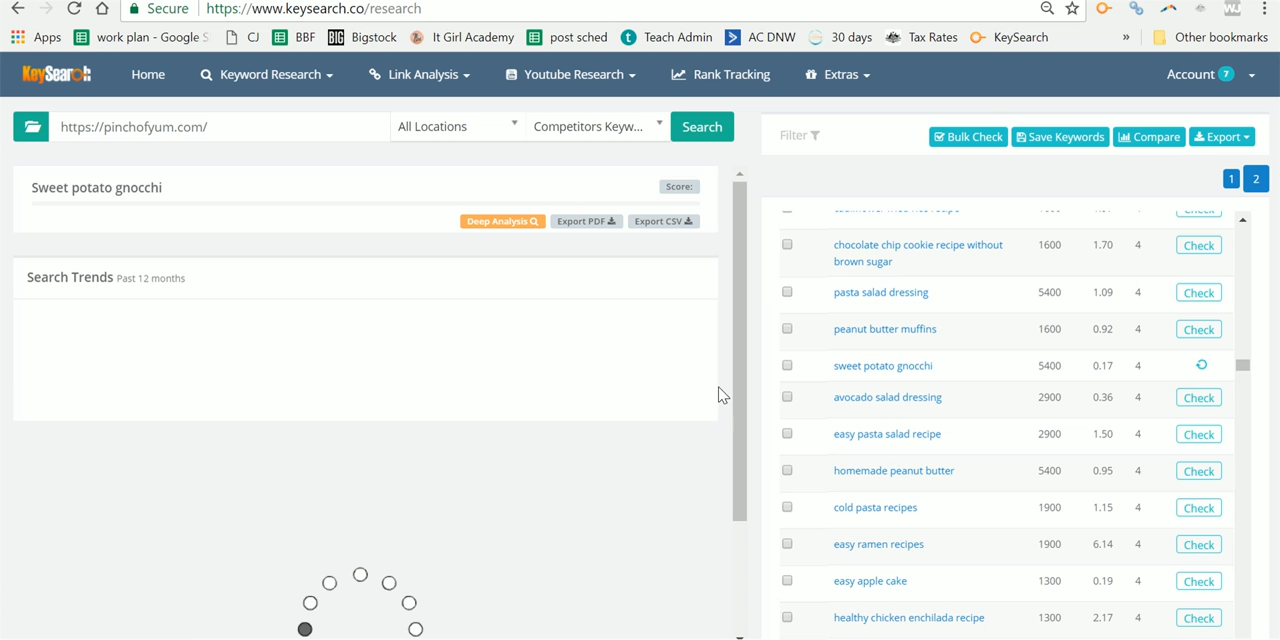 Secure
https://www.keysearch.co/research
Apps
work plan - Google S
CJ
BBF
BIG Bigstock
It Girl Academy
post sched
t Teach Admin
AC DNW
30 days
Tax Rates
KeySearch
»
Other bookmarks
KeySearch
Home
Keyword Research
Link Analysis
Youtube Research
Rank Tracking
Extras
Account 7
https://pinchofyum.com/
All Locations
Competitors Keyw...
Search
Filter
Bulk Check
Save Keywords
Compare
Export
1
2
Sweet potato gnocchi
Score:
Deep Analysis
Export PDF
Export CSV
Search Trends Past 12 months
chocolate chip cookie recipe without
brown sugar
1600 1.70 4 Check
pasta salad dressing 5400 1.09 4 Check
peanut butter muffins 1600 0.92 4 Check
sweet potato gnocchi 5400 0.17 4
avocado salad dressing 2900 0.36 4 Check
easy pasta salad recipe 2900 1.50 4 Check
homemade peanut butter 5400 0.95 4 Check
cold pasta recipes 1900 1.15 4 Check
easy ramen recipes 1900 6.14 4 Check
easy apple cake 1300 0.19 4 Check
healthy chicken enchilada recipe 1300 2.17 4 Check